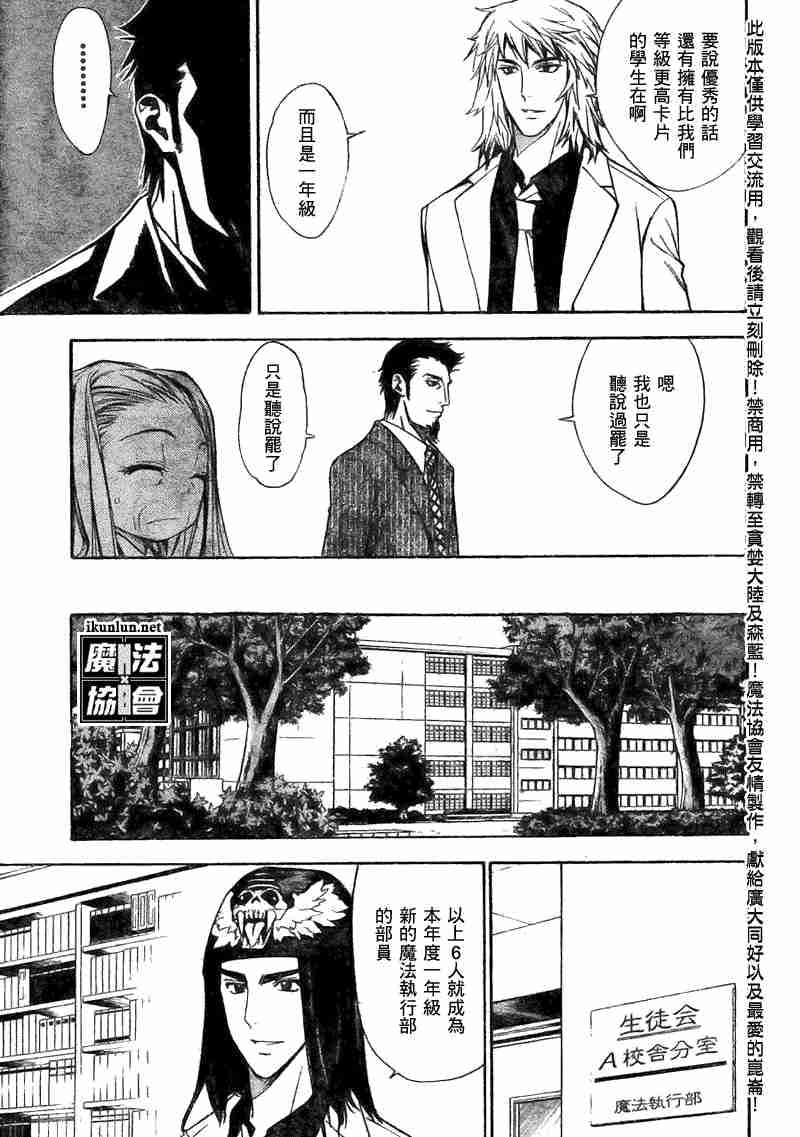 要說優秀的話
還有擁有比我們
等級更高卡片
的學生在啊
而且是一年級
………
嗯
我也只是
聽說過罷了
只是聽說罷了
ikunlun.net
魔法
協會
生徒会
A校舎分室
魔法執行部
以上6人就成為
本年度一年級
新的魔法執行部
的部員
此版本僅供學習交流用，觀看後請立刻刪除！禁商用，禁轉至貪婪大陸及森藍！魔法協會友情製作，獻給廣大同好以及最愛的崑崙！